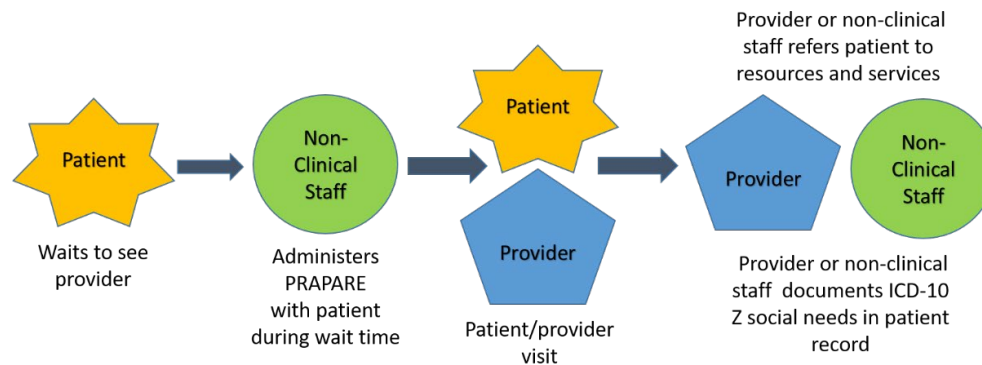 Patient
Waits to see
provider
Non-
Clinical
Staff
Administers
PRAPARE
with patient
during wait time
Patient
Provider
Patient/provider
visit
Provider or non-clinical
staff refers patient to
resources and services
Provider
Non-
Clinical
Staff
Provider or non-clinical
staff documents ICD-10
Z social needs in patient
record